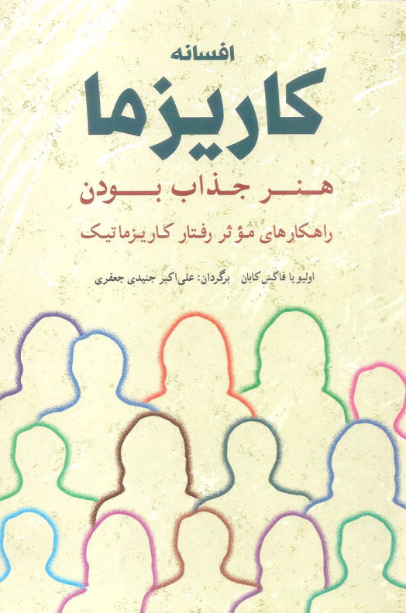 افسانه
کاریزما
هنر جذاب بودن
راهکارهای مؤثر رفتار کاریزماتیک
اولیویا فاکس کابان برگردان: علی‌اکبر جنیدی جعفری